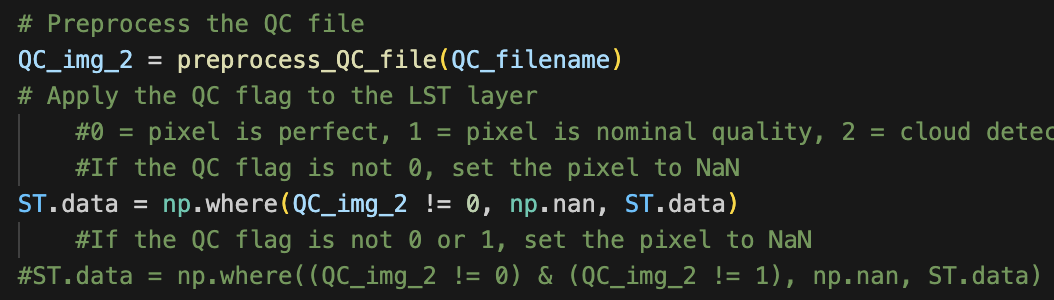 # Preprocess the QC file
QC_img_2 = preprocess_QC_file(QC_filename)
# Apply the QC flag to the LST layer
#0 = pixel is perfect, 1 = pixel is nominal quality, 2 = cloud detec
#If the QC flag is not 0, set the pixel to NaN
ST.data = np.where(QC_img_2 != 0, np.nan, ST.data)
#If the QC flag is not 0 or 1, set the pixel to NaN
#ST.data = np.where((QC_img_2 != 0) & (QC_img_2 != 1), np.nan, ST.data)